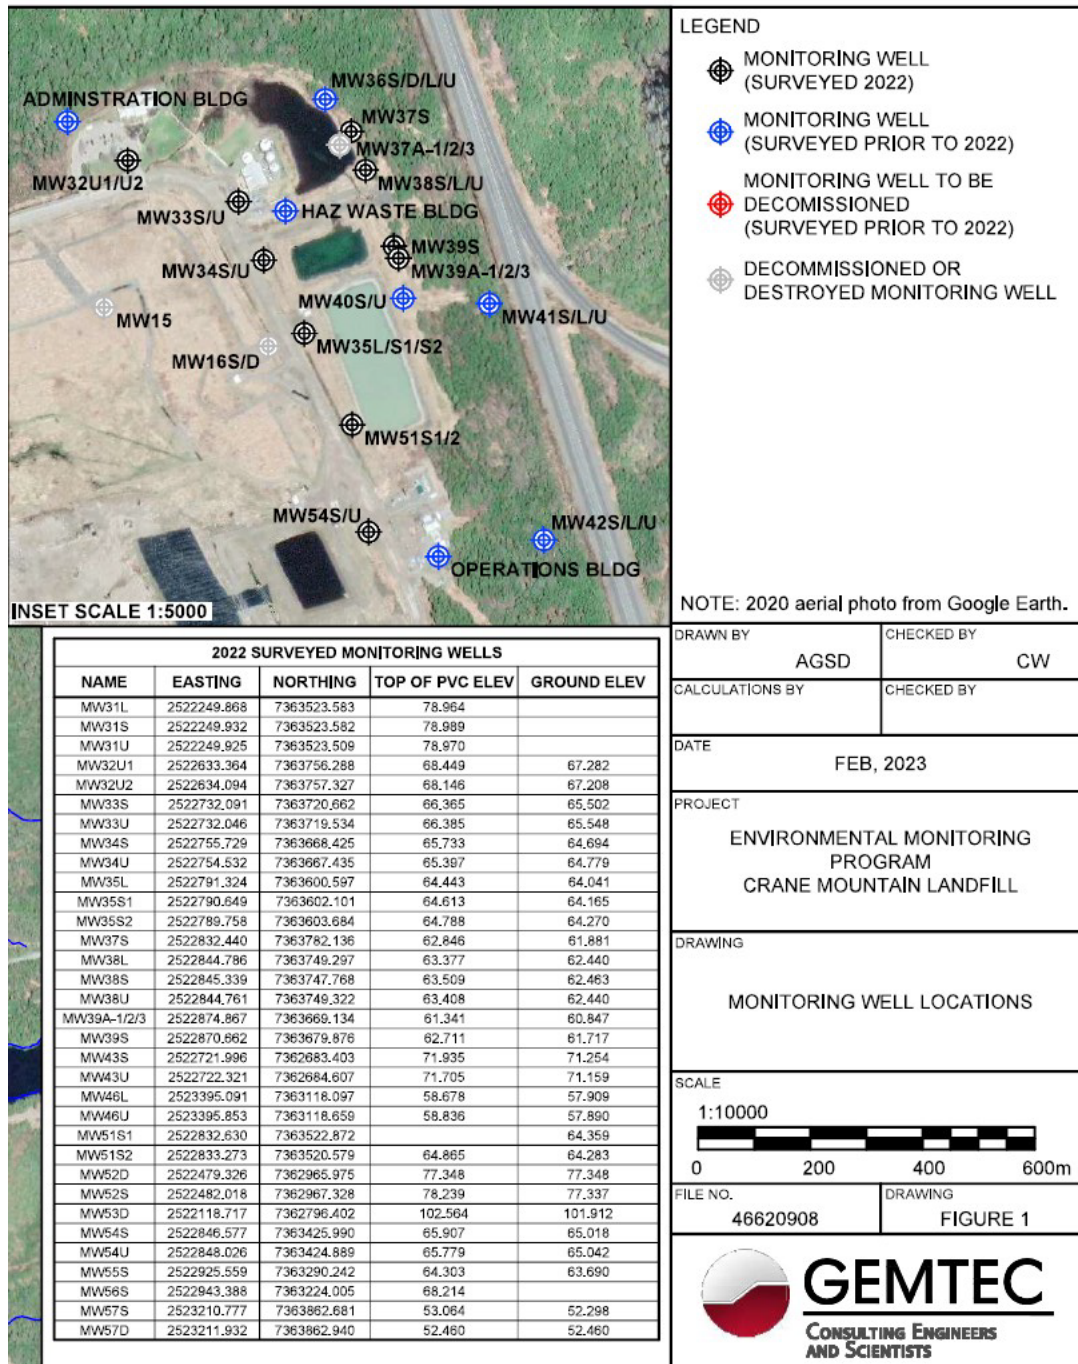 MW36S/D/L/U
ADMINSTRATION BLDG
MW37S
MW37A-1/2/3
MW32U1/U2
MW38S/L/U
MW33S/U
HAZ WASTE BLDG
MW39S
MW34S/U
MW39A-1/2/3
MW40S/U
MW41S/L/U
MW15
MW35L/S1/S2
MW16S/D
MW51S1/2
MW54S/U
MW42S/L/U
OPERATIONS BLDG
INSET SCALE 1:5000
LEGEND
MONITORING WELL
(SURVEYED 2022)
MONITORING WELL
(SURVEYED PRIOR TO 2022)
MONITORING WELL TO BE
DECOMISSIONED
(SURVEYED PRIOR TO 2022)
DECOMMISSIONED OR
DESTROYED MONITORING WELL
NOTE: 2020 aerial photo from Google Earth.
2022 SURVEYED MONITORING WELLS
NAME EASTING NORTHING TOP OF PVC ELEV GROUND ELEV
MW31L 2522249.868 7363523.583 78.964
MW31S 2522249.932 7363523.582 78.989
MW31U 2522249.925 7363523.509 78.970
MW32U1 2522633.364 7363756.288 68.449 67.282
MW32U2 2522634.094 7363757.327 68.146 67.208
MW33S 2522732.091 7363720.662 66.365 65.502
MW33U 2522732.046 7363719.534 66.385 65.548
MW34S 2522755.729 7363668.425 65.733 64.694
MW34U 2522754.532 7363667.435 65.397 64.779
MW35L 2522791.324 7363600.597 64.443 64.041
MW35S1 2522790.649 7363602.101 64.613 64.165
MW35S2 2522789.758 7363603.684 64.788 64.270
MW37S 2522832.440 7363782.136 62.846 61.881
MW38L 2522844.786 7363749.297 63.377 62.440
MW38S 2522845.339 7363747.768 63.509 62.463
MW38U 2522844.761 7363749.322 63.408 62.440
MW39A-1/2/3 2522874.867 7363669.134 61.341 60.847
MW39S 2522870.662 7363679.876 62.711 61.717
MW43S 2522721.996 7362683.403 71.935 71.254
MW43U 2522722.321 7362684.607 71.705 71.159
MW46L 2523395.091 7363118.097 58.678 57.909
MW46U 2523395.853 7363118.659 58.836 57.890
MW51S1 2522832.630 7363522.872 64.359
MW51S2 2522833.273 7363520.579 64.865 64.283
MW52D 2522479.326 7362965.975 77.348 77.348
MW52S 2522482.018 7362967.328 78.239 77.337
MW53D 2522118.717 7362796.402 102.564 101.912
MW54S 2522846.577 7363425.990 65.907 65.018
MW54U 2522848.026 7363424.889 65.779 65.042
MW55S 2522925.559 7363290.242 64.303 63.690
MW56S 2522943.388 7363224.005 68.214
MW57S 2523210.777 7363862.681 53.064 52.298
MW57D 2523211.932 7363862.940 52.460 52.460
DRAWN BY
AGSD
CHECKED BY
CW
CALCULATIONS BY
CHECKED BY
DATE
FEB, 2023
PROJECT
ENVIRONMENTAL MONITORING
PROGRAM
CRANE MOUNTAIN LANDFILL
DRAWING
MONITORING WELL LOCATIONS
SCALE
1:10000
0 200 400 600m
FILE NO.
46620908
DRAWING
FIGURE 1
GEMTEC
CONSULTING ENGINEERS
AND SCIENTISTS